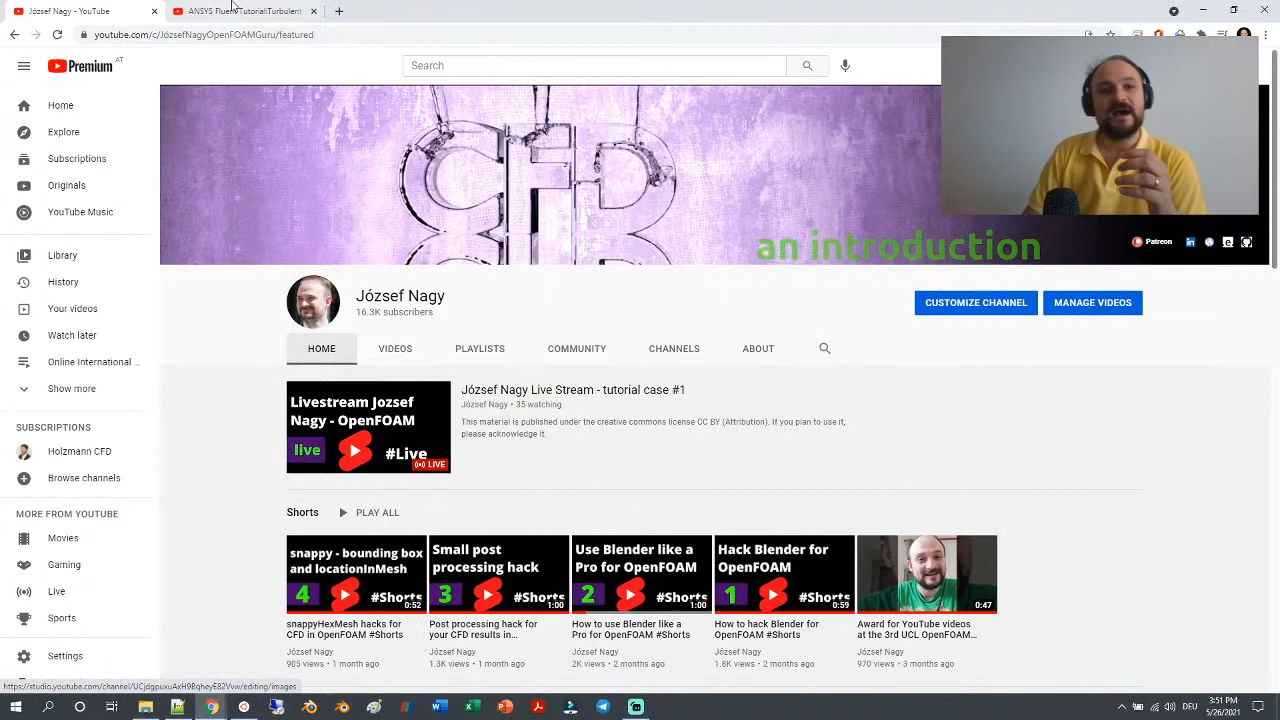 József Nagy - YouTube
ANSYS FluentTutorialTurbulent
youtube.com/c/JózsefNagyOpenFOAMGuru/featured
Premium AT
Search
Home
Explore
Subscriptions
Originals
YouTube Music
Library
History
Your videos
Watch later
Online International ...
Show more
SUBSCRIPTIONS
Holzmann CFD
Browse channels
MORE FROM YOUTUBE
Movies
Gaming
Live
Sports
Settings
CFD
an introduction
Patreon
József Nagy
16.3K subscribers
CUSTOMIZE CHANNEL
MANAGE VIDEOS
HOME
VIDEOS
PLAYLISTS
COMMUNITY
CHANNELS
ABOUT
Livestream Jozsef
Nagy - OpenFOAM
live
#Live
LIVE
József Nagy Live Stream - tutorial case #1
József Nagy • 35 watching
This material is published under the creative commons license CC BY (Attribution). If you plan to use it,
please acknowledge it.
Shorts
PLAY ALL
snappy - bounding box
and locationInMesh
4
#Shorts
0:52
snappyHexMesh hacks for
CFD in OpenFOAM #Shorts
József Nagy
905 views • 1 month ago
Small post
processing hack
3
#Shorts
1:00
Post processing hack for
your CFD results in...
József Nagy
1.3K views • 1 month ago
Use Blender like a
Pro for OpenFOAM
2
#Shorts
1:00
How to use Blender like a
Pro for OpenFOAM #Shorts
József Nagy
2K views • 2 months ago
Hack Blender for
OpenFOAM
1
#Shorts
0:59
How to hack Blender for
OpenFOAM #Shorts
József Nagy
1.8K views • 2 months ago
0:47
Award for YouTube videos
at the 3rd UCL OpenFOAM...
József Nagy
970 views • 3 months ago
DEU
3:51 PM
5/26/2021